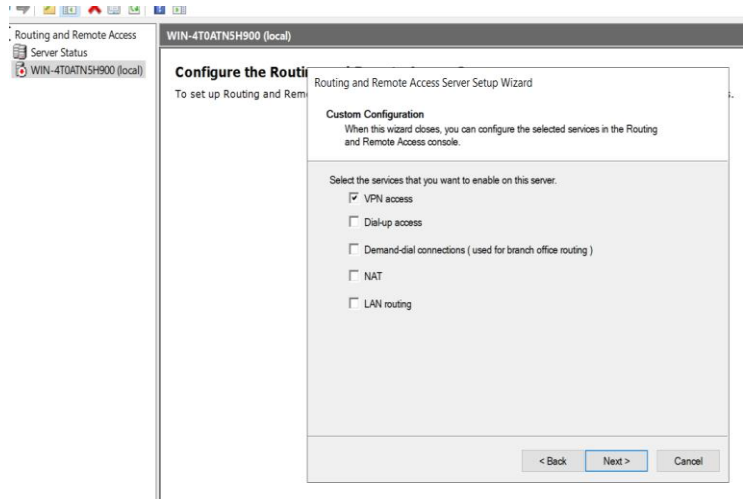 Routing and Remote Access
Server Status
WIN-4T0ATN5H900 (local)
WIN-4T0ATN5H900 (local)
Configure the Routi
To set up Routing and Rem
s.
Routing and Remote Access Server Setup Wizard
Custom Configuration
When this wizard closes, you can configure the selected services in the Routing
and Remote Access console.
Select the services that you want to enable on this server.
VPN access
Dial-up access
Demand-dial connections ( used for branch office routing )
NAT
LAN routing
< Back
Next >
Cancel